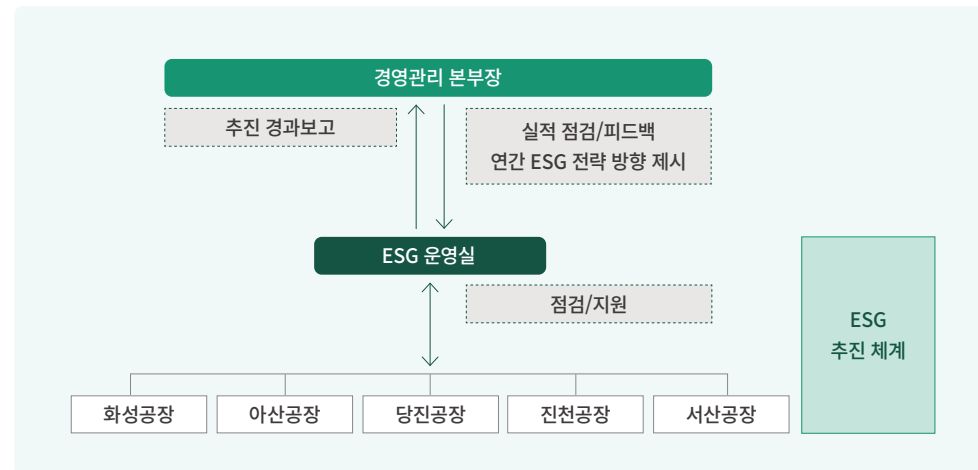 경영관리 본부장
추진 경과보고
실적 점검/피드백
연간 ESG 전략 방향 제시
ESG 운영실
점검/지원
ESG
추진 체계
화성공장
아산공장
당진공장
진천공장
서산공장